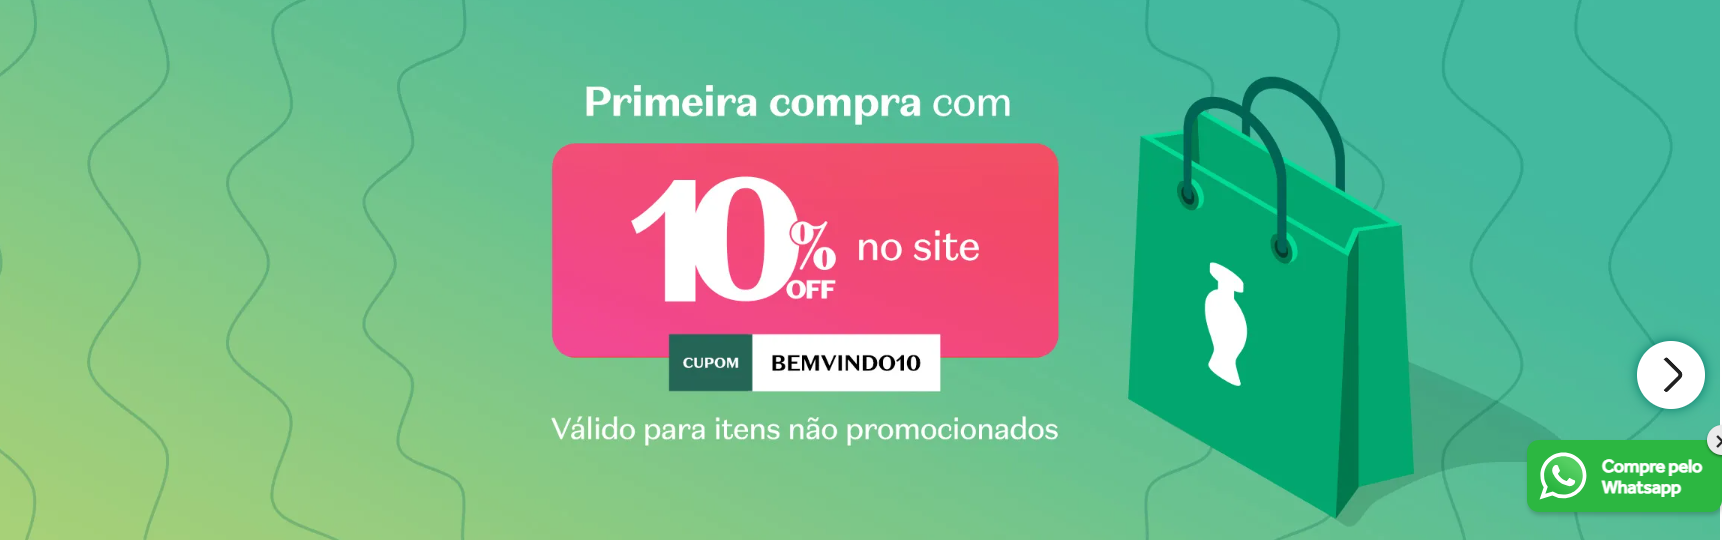 Primeira compra com
10% OFF no site
CUPOM BEMVINDO10
Válido para itens não promocionados
Compre pelo
Whatsapp